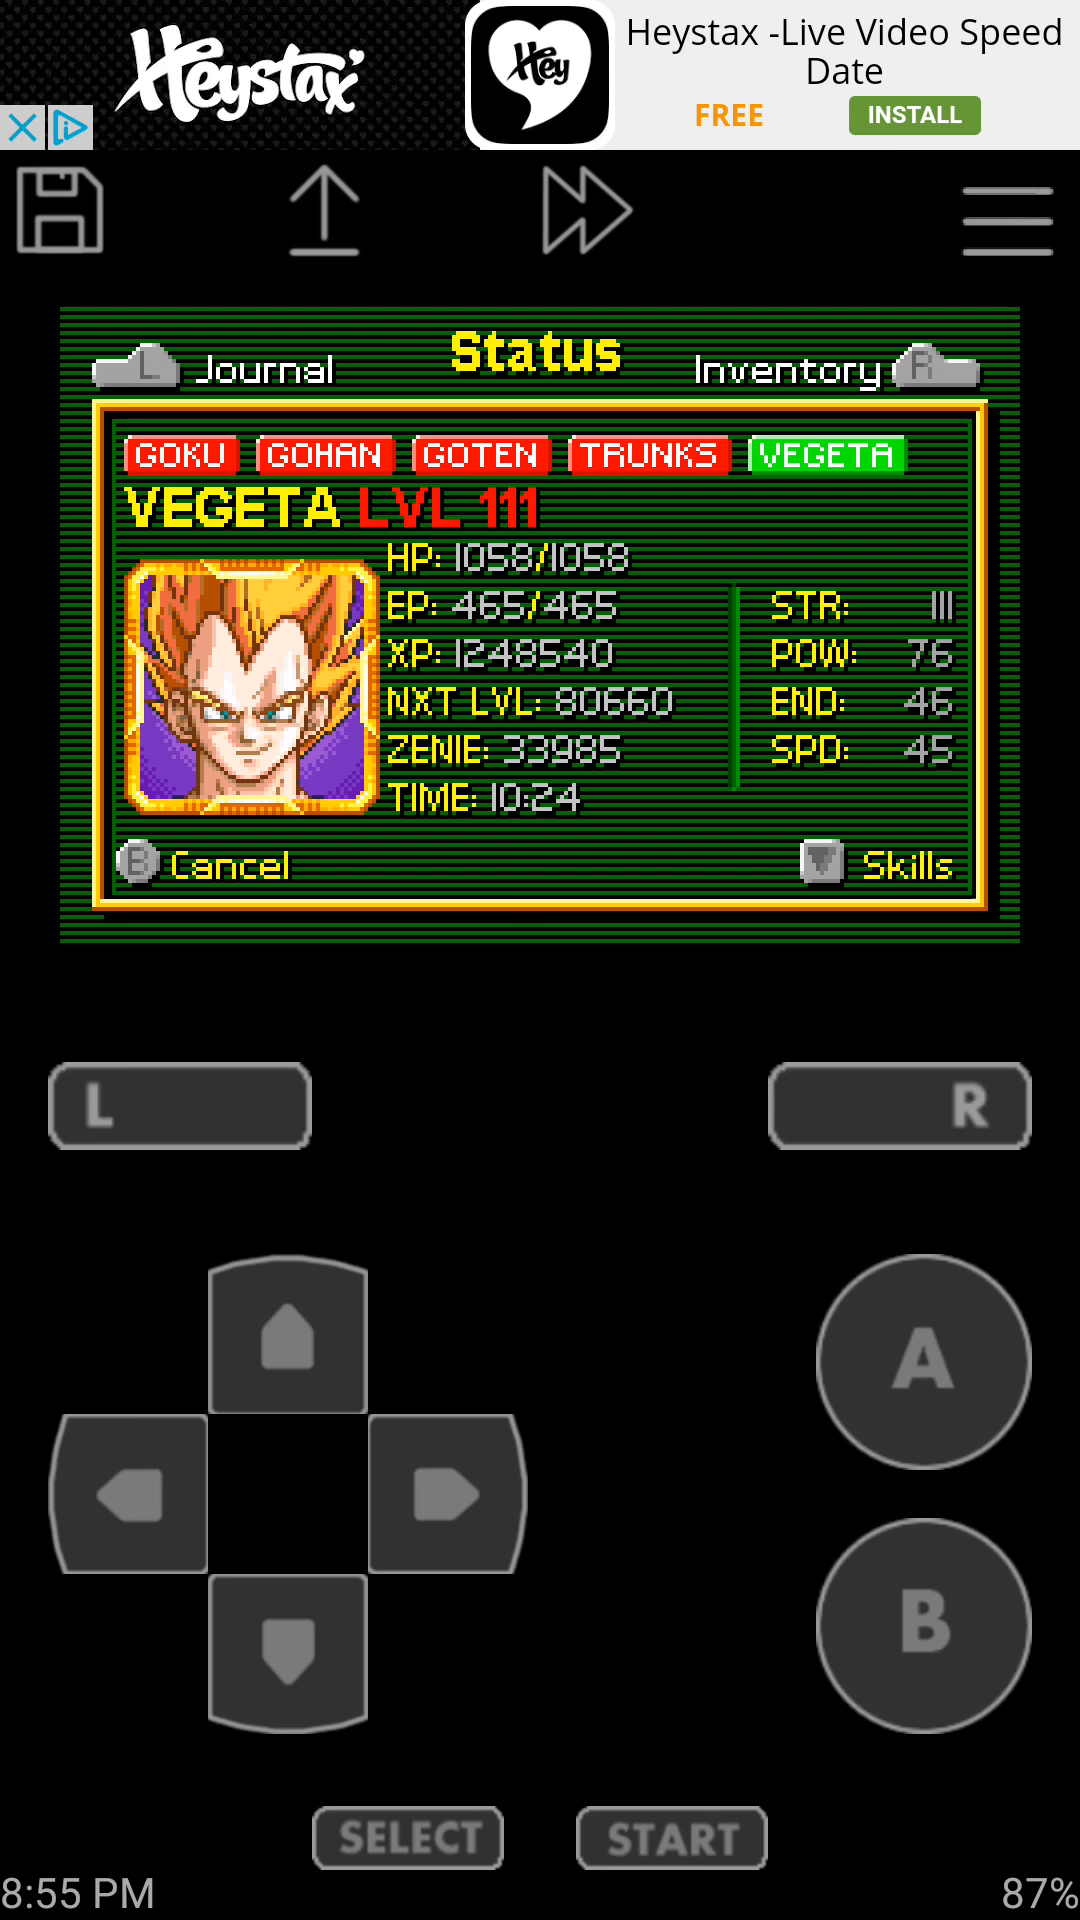 Heystax
Hey
Heystax -Live Video Speed
Date
FREE
INSTALL
L Journal
Status
Inventory R
GOKU GOHAN GOTEN TRUNKS VEGETA
VEGETA LVL 111
HP: 1058/1058
EP: 465/465
STR: 111
XP: 1248540
POW: 76
NXT LVL: 80660
END: 46
ZENIE: 33985
SPD: 45
TIME: 10:24
B Cancel
Skills
L
R
A
B
SELECT
START
8:55 PM
87%